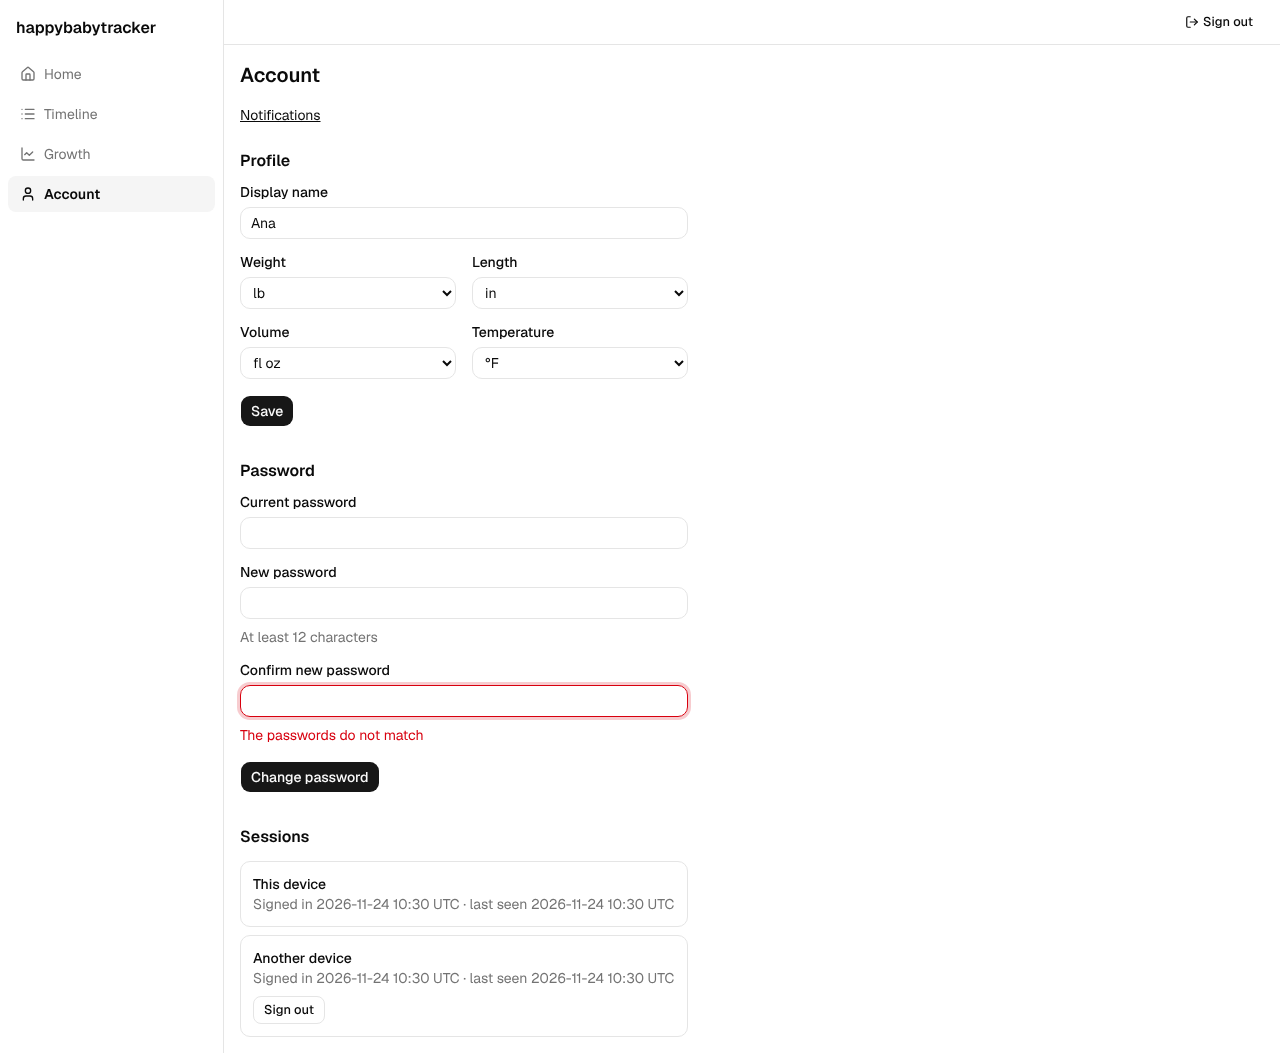 happybabytracker
Sign out
Home
Timeline
Growth
Account
Account
Notifications
Profile
Display name
Ana
Weight
Length
lb
in
Volume
Temperature
fl oz
°F
Save
Password
Current password
New password
At least 12 characters
Confirm new password
The passwords do not match
Change password
Sessions
This device
Signed in 2026-11-24 10:30 UTC · last seen 2026-11-24 10:30 UTC
Another device
Signed in 2026-11-24 10:30 UTC · last seen 2026-11-24 10:30 UTC
Sign out